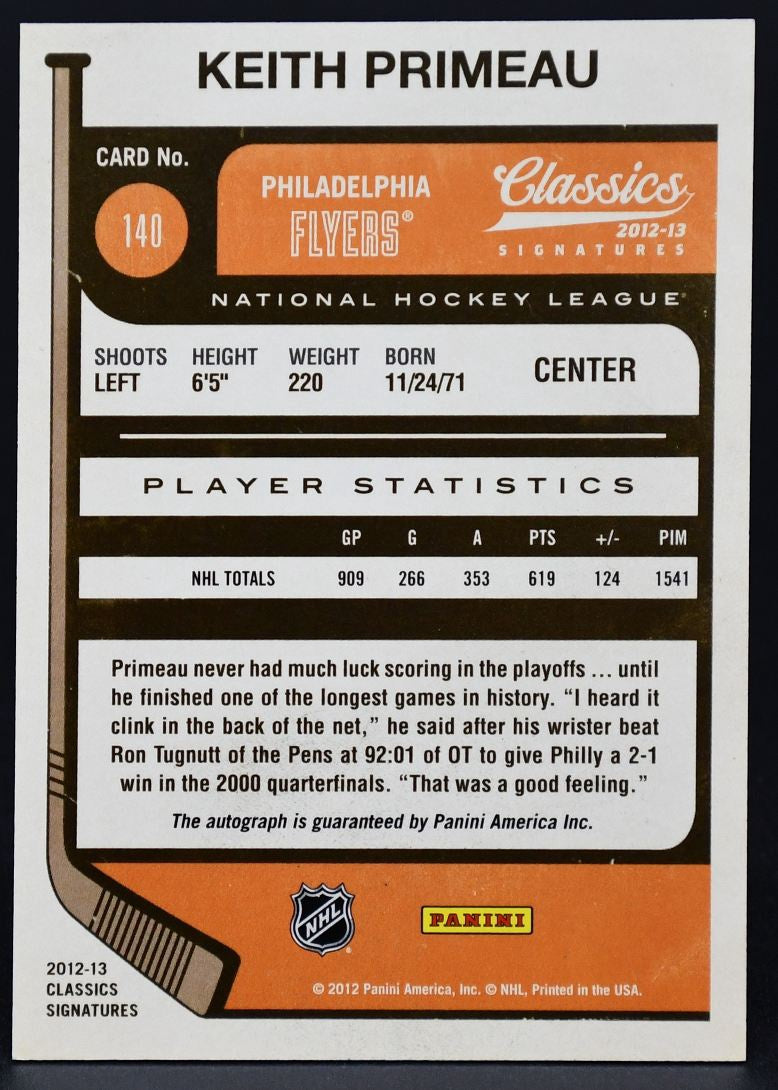 KEITH PRIMEAU
CARD No.
140
PHILADELPHIA
FLYERS®
Classics
2012-13
SIGNATURES
NATIONAL HOCKEY LEAGUE
SHOOTS HEIGHT WEIGHT BORN
LEFT 6'5" 220 11/24/71
CENTER
PLAYER STATISTICS
GP G A PTS +/- PIM
NHL TOTALS 909 266 353 619 124 1541
Primeau never had much luck scoring in the playoffs ... until
he finished one of the longest games in history. “I heard it
clink in the back of the net,” he said after his wrister beat
Ron Tugnutt of the Pens at 92:01 of OT to give Philly a 2-1
win in the 2000 quarterfinals. “That was a good feeling.”
The autograph is guaranteed by Panini America Inc.
NHL
PANINI
2012-13
CLASSICS
SIGNATURES
© 2012 Panini America, Inc. © NHL, Printed in the USA.